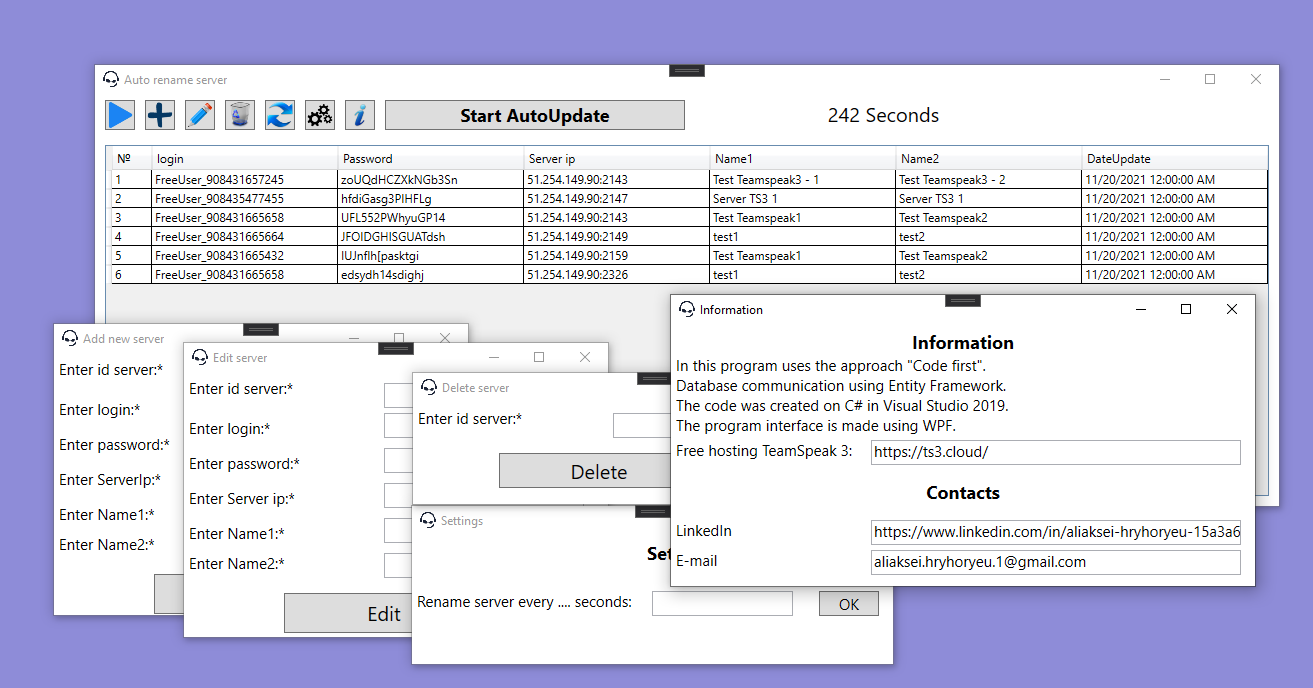 Auto rename server
Start AutoUpdate
242 Seconds
№ login Password Server ip Name1 Name2 DateUpdate
1 FreeUser_908431657245 zoUQdHCZXkNGb3Sn 51.254.149.90:2143 Test Teamspeak3 - 1 Test Teamspeak3 - 2 11/20/2021 12:00:00 AM
2 FreeUser_908435477455 hfdiGasg3PIHFLg 51.254.149.90:2147 Server TS3 1 Server TS3 1 11/20/2021 12:00:00 AM
3 FreeUser_908431665658 UFL552PWhyuGP14 51.254.149.90:2143 Test Teamspeak1 Test Teamspeak2 11/20/2021 12:00:00 AM
4 FreeUser_908431665664 JFOIDGHISGUATdsh 51.254.149.90:2149 test1 test2 11/20/2021 12:00:00 AM
5 FreeUser_908431665432 IUJnflh[pasktgi 51.254.149.90:2159 Test Teamspeak1 Test Teamspeak2 11/20/2021 12:00:00 AM
6 FreeUser_908431665658 edsydh14sdighj 51.254.149.90:2326 test1 test2 11/20/2021 12:00:00 AM
Add new server
Enter id server:*
Enter login:*
Enter password:*
Enter ServerIp:*
Enter Name1:*
Enter Name2:*
Edit server
Enter id server:*
Enter login:*
Enter password:*
Enter Server ip:*
Enter Name1:*
Enter Name2:*
Edit
Delete server
Enter id server:*
Delete
Settings
Set
Rename server every .... seconds:
OK
Information
Information
In this program uses the approach "Code first".
Database communication using Entity Framework.
The code was created on C# in Visual Studio 2019.
The program interface is made using WPF.
Free hosting TeamSpeak 3: https://ts3.cloud/
Contacts
LinkedIn https://www.linkedin.com/in/aliaksei-hryhoryeu-15a3a6
E-mail aliaksei.hryhoryeu.1@gmail.com